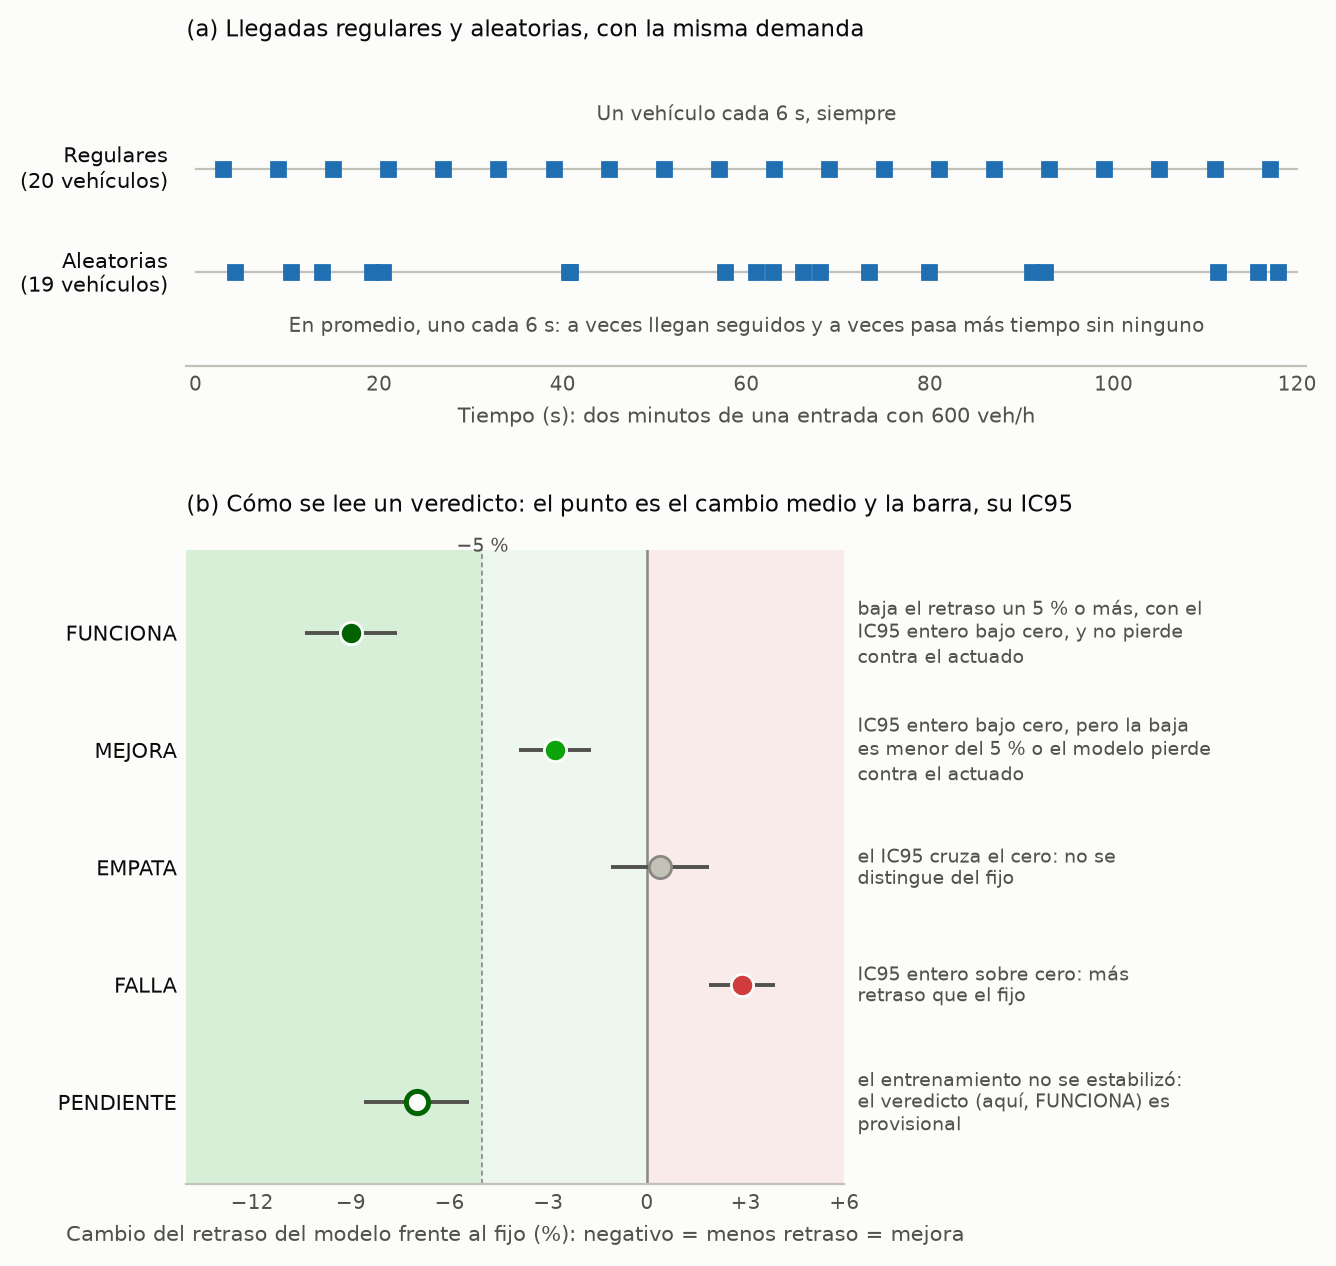 (a) Llegadas regulares y aleatorias, con la misma demanda
Un vehículo cada 6 s, siempre
Regulares
(20 vehículos)
Aleatorias
(19 vehículos)
En promedio, uno cada 6 s: a veces llegan seguidos y a veces pasa más tiempo sin ninguno
0 20 40 60 80 100 120
Tiempo (s): dos minutos de una entrada con 600 veh/h
(b) Cómo se lee un veredicto: el punto es el cambio medio y la barra, su IC95
−5 %
FUNCIONA
baja el retraso un 5 % o más, con el
IC95 entero bajo cero, y no pierde
contra el actuado
MEJORA
IC95 entero bajo cero, pero la baja
es menor del 5 % o el modelo pierde
contra el actuado
EMPATA
el IC95 cruza el cero: no se
distingue del fijo
FALLA
IC95 entero sobre cero: más
retraso que el fijo
PENDIENTE
el entrenamiento no se estabilizó:
el veredicto (aquí, FUNCIONA) es
provisional
−12 −9 −6 −3 0 +3 +6
Cambio del retraso del modelo frente al fijo (%): negativo = menos retraso = mejora